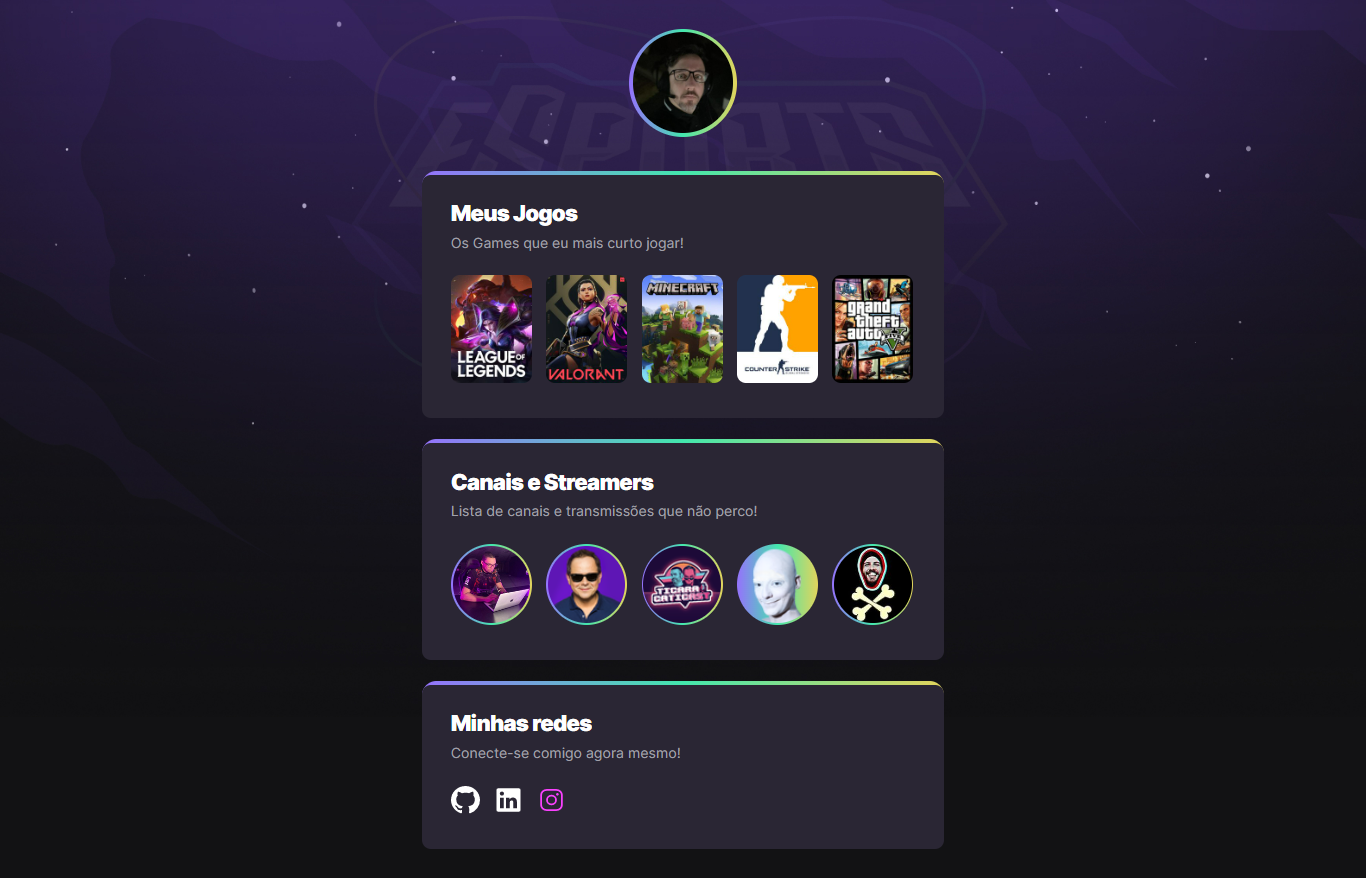 ESPORTS
Meus Jogos
Os Games que eu mais curto jogar!
LEAGUE OF
LEGENDS
VALORANT
MINECRAFT
COUNTER STRIKE
grand
theft
auto
V
Canais e Streamers
Lista de canais e transmissões que não perco!
TICARACATICAST
Minhas redes
Conecte-se comigo agora mesmo!
in